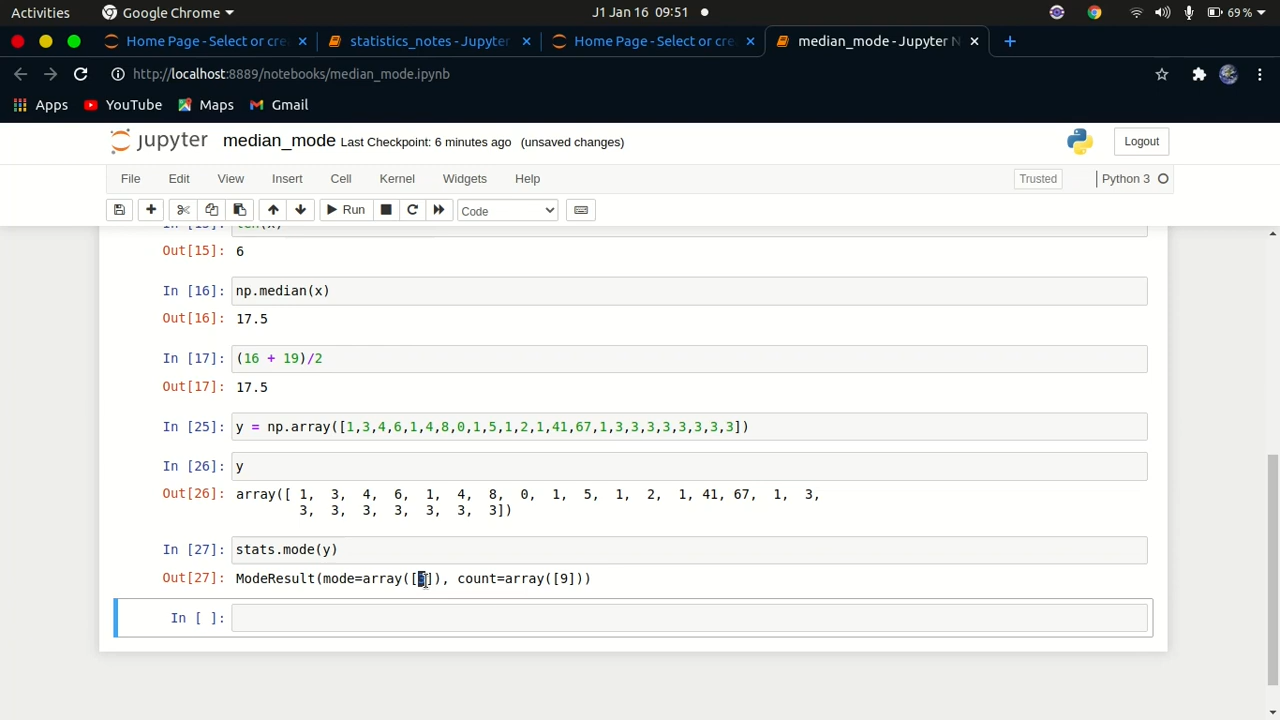 Activities
Google Chrome
J1 Jan 16 09:51
69 %
Home Page - Select or cre
statistics_notes - Jupyter
Home Page - Select or cre
median_mode - Jupyter N
http://localhost:8889/notebooks/median_mode.ipynb
Apps
YouTube
Maps
Gmail
jupyter
median_mode
Last Checkpoint: 6 minutes ago
(unsaved changes)
Logout
File
Edit
View
Insert
Cell
Kernel
Widgets
Help
Trusted
Python 3
Run
Code
Out[15]: 6
In [16]: np.median(x)
Out[16]: 17.5
In [17]: (16 + 19)/2
Out[17]: 17.5
In [25]: y = np.array([1,3,4,6,1,4,8,0,1,5,1,2,1,41,67,1,3,3,3,3,3,3,3,3])
In [26]: y
Out[26]: array([ 1, 3, 4, 6, 1, 4, 8, 0, 1, 5, 1, 2, 1, 41, 67, 1, 3,
3, 3, 3, 3, 3, 3, 3])
In [27]: stats.mode(y)
Out[27]: ModeResult(mode=array([]), count=array([9]))
In [ ]: